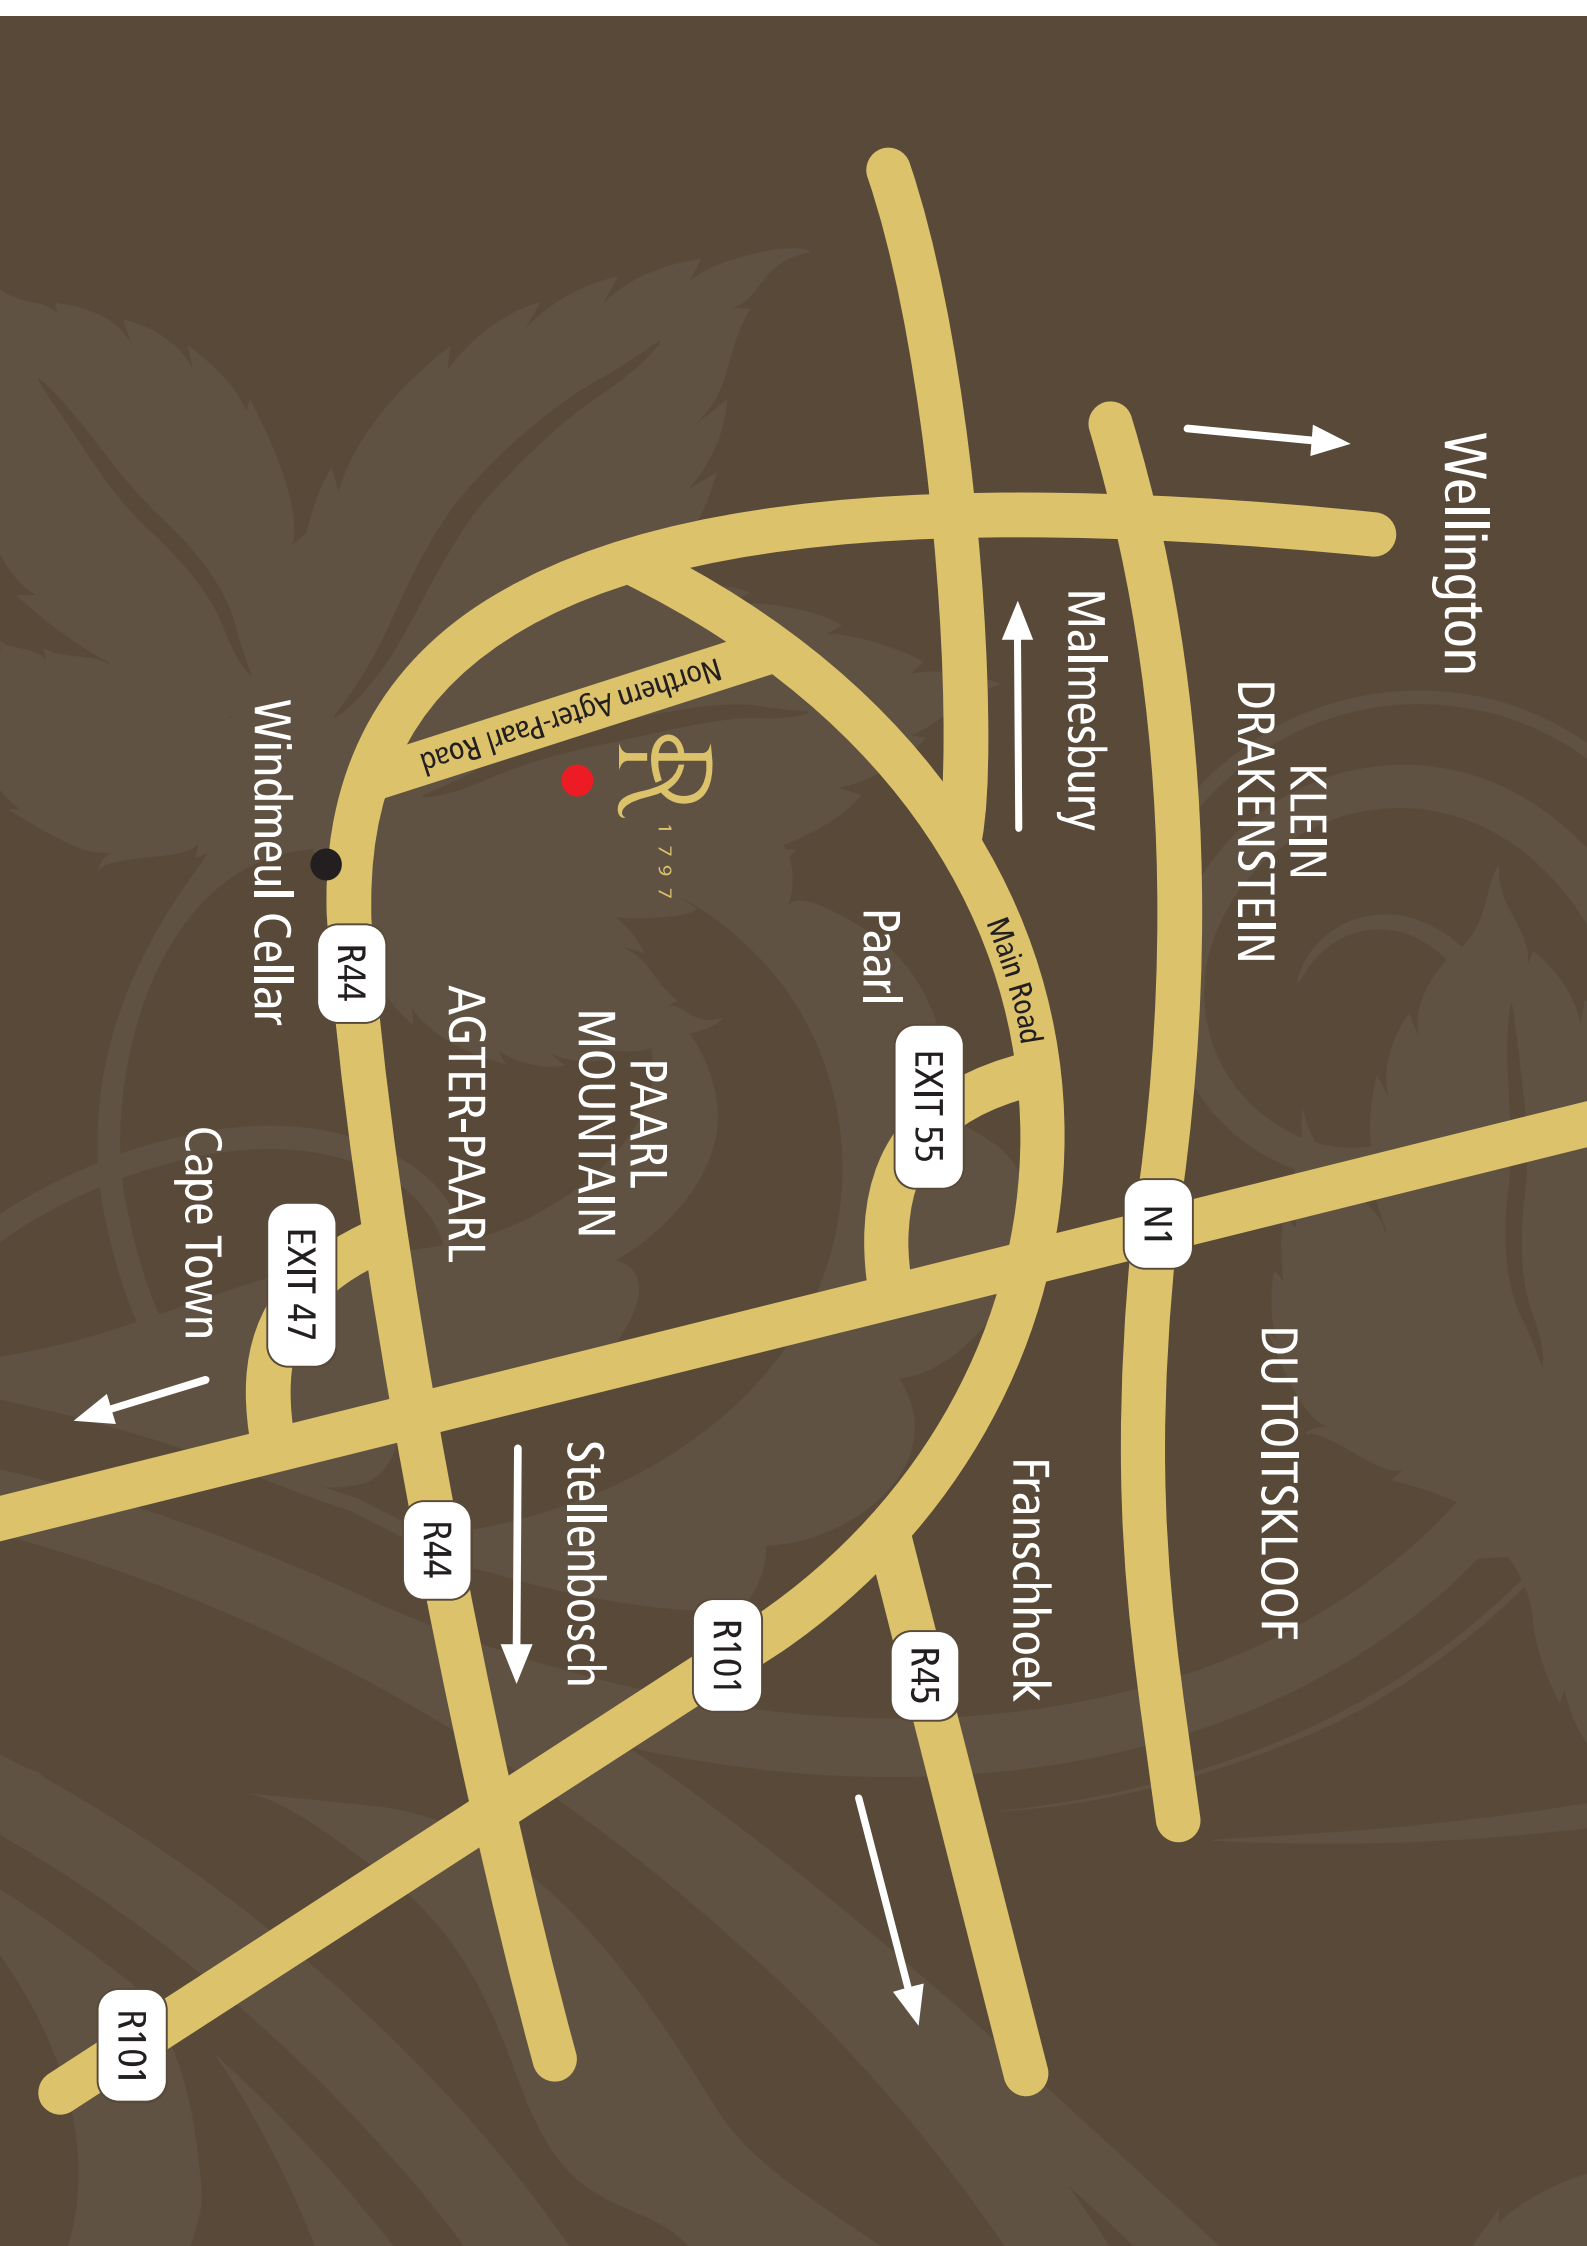 Wellington
KLEIN
DRAKENSTEIN
DU TOITSKLOOF
Malmesbury
N1
Franschhoek
Main Road
Paarl
EXIT 55
R45
R101
1797
PAARL
MOUNTAIN
Stellenbosch
Northern Agter-Paarl Road
AGTER-PAARL
R44
R44
Windmeul Cellar
EXIT 47
Cape Town
R101